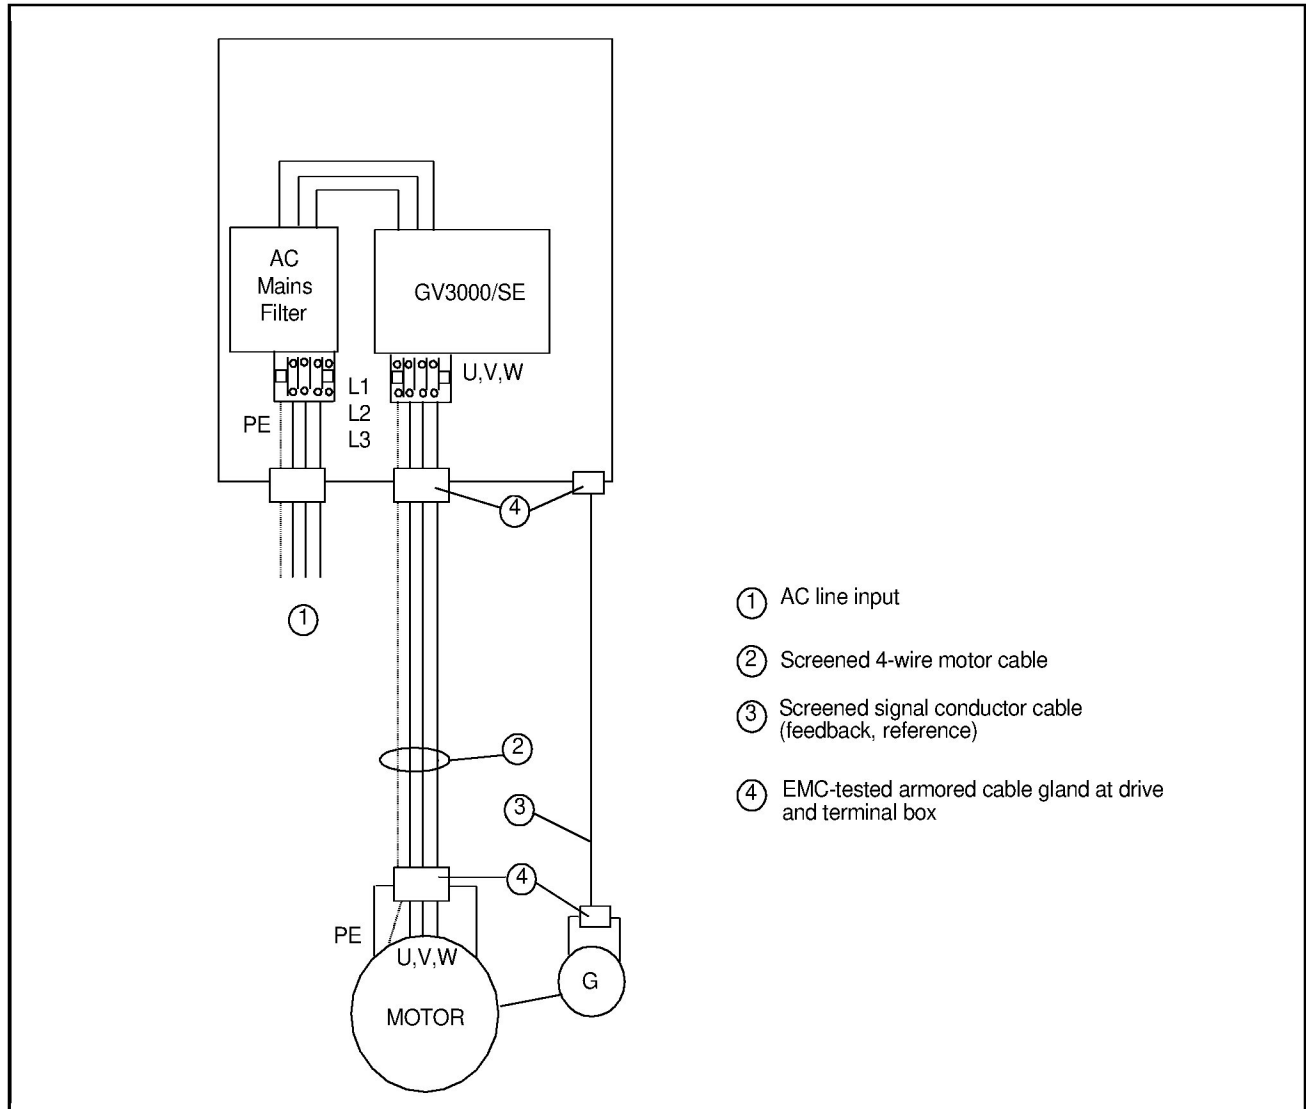 AC
Mains
Filter
GV3000/SE
U,V,W
L1
L2
L3
PE
4
1
1 AC line input
2 Screened 4-wire motor cable
3 Screened signal conductor cable
(feedback, reference)
4 EMC-tested armored cable gland at drive
and terminal box
2
3
4
PE
U,V,W
G
MOTOR